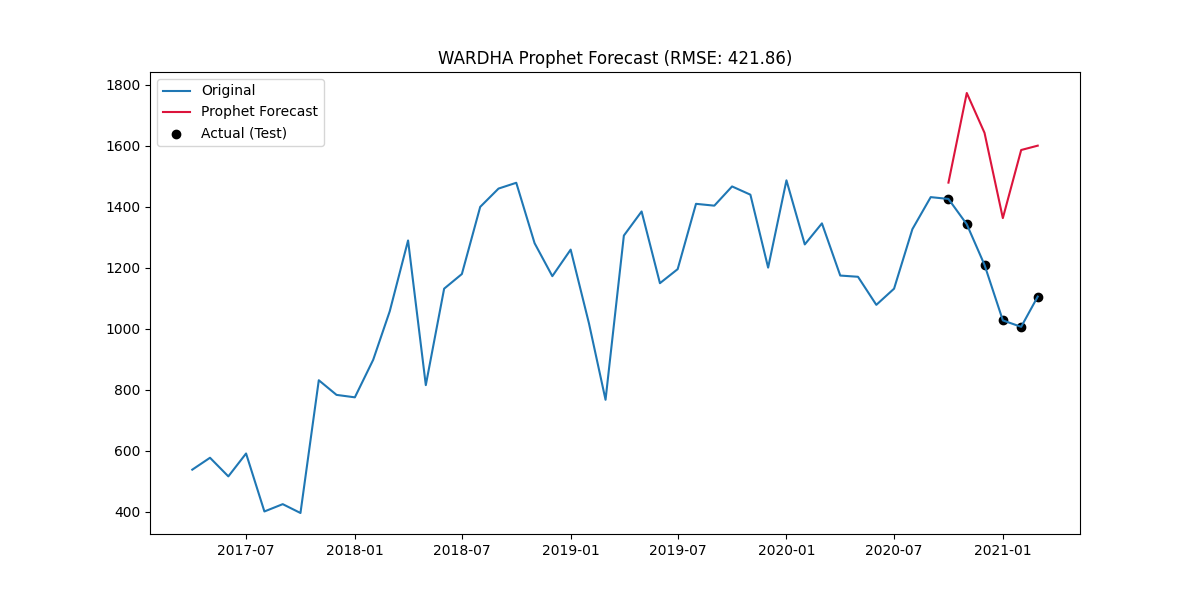 WARDHA Prophet Forecast (RMSE: 421.86)
Original
Prophet Forecast
Actual (Test)
1800
1600
1400
1200
1000
800
600
400
2017-07 2018-01 2018-07 2019-01 2019-07 2020-01 2020-07 2021-01